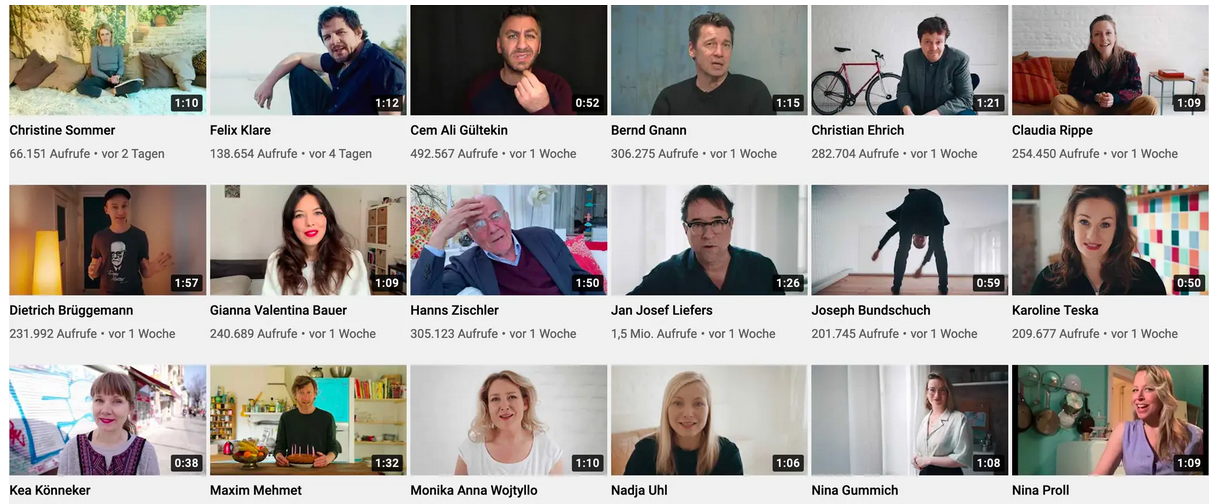 1:10
1:12
0:52
1:15
1:21
1:09
Christine Sommer
Felix Klare
Cem Ali Gültekin
Bernd Gnann
Christian Ehrich
Claudia Rippe
66.151 Aufrufe • vor 2 Tagen
138.654 Aufrufe • vor 4 Tagen
492.567 Aufrufe • vor 1 Woche
306.275 Aufrufe • vor 1 Woche
282.704 Aufrufe • vor 1 Woche
254.450 Aufrufe • vor 1 Woche
1:57
1:09
1:50
1:26
0:59
0:50
Dietrich Brüggemann
Gianna Valentina Bauer
Hanns Zischler
Jan Josef Liefers
Joseph Bundschuch
Karoline Teska
231.992 Aufrufe • vor 1 Woche
240.689 Aufrufe • vor 1 Woche
305.123 Aufrufe • vor 1 Woche
1,5 Mio. Aufrufe • vor 1 Woche
201.745 Aufrufe • vor 1 Woche
209.677 Aufrufe • vor 1 Woche
0:38
1:32
1:10
1:06
1:08
1:09
Kea Könneker
Maxim Mehmet
Monika Anna Wojtyllo
Nadja Uhl
Nina Gummich
Nina Proll